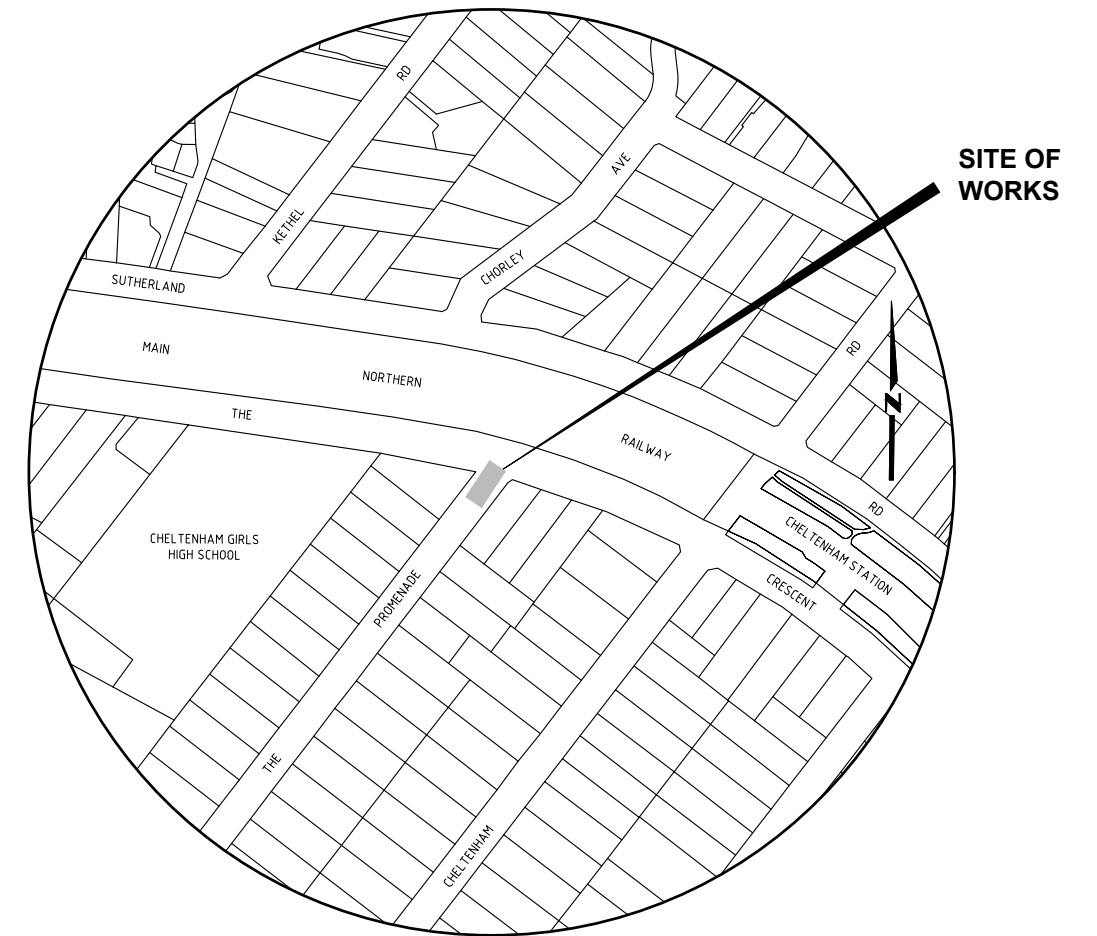 RD
SITE OF
WORKS
AVE
KETHEL
CHORLEY
SUTHERLAND
MAIN
RD
NORTHERN
N
THE
RAILWAY
RD
CHELTENHAM GIRLS
HIGH SCHOOL
CHELTENHAM STATION
CRESCENT
PROMENADE
THE
CHELTENHAM